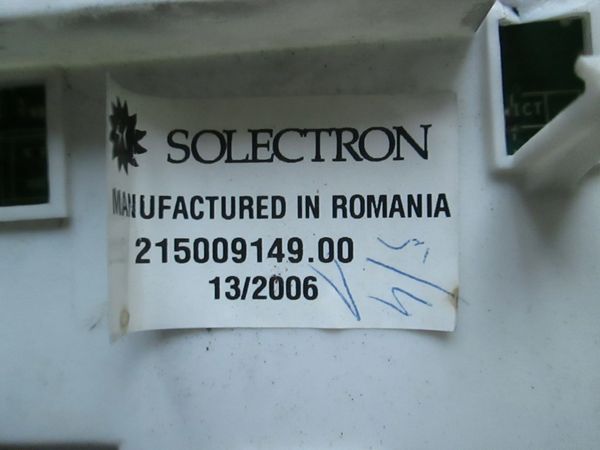 SOLECTRON
MANUFACTURED IN ROMANIA
215009149.00
13/2006